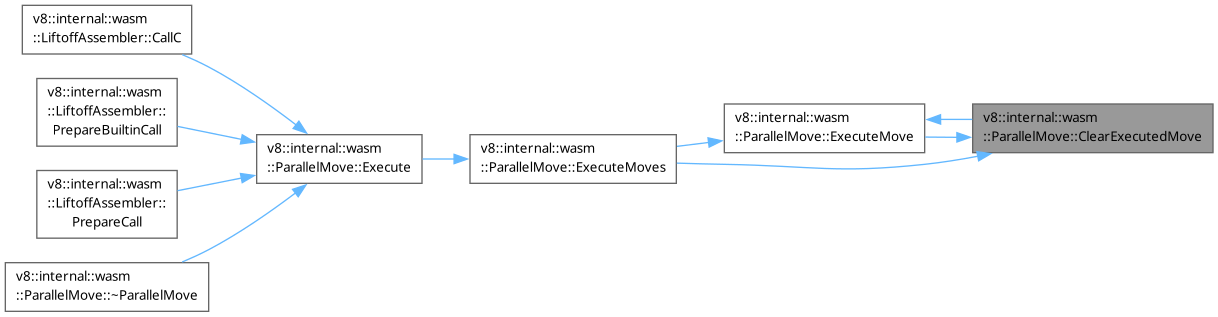 v8::internal::wasm
::LiftoffAssembler::CallC
v8::internal::wasm
::LiftoffAssembler::
PrepareBuiltinCall
v8::internal::wasm
::LiftoffAssembler::
PrepareCall
v8::internal::wasm
::ParallelMove::~ParallelMove
v8::internal::wasm
::ParallelMove::Execute
v8::internal::wasm
::ParallelMove::ExecuteMoves
v8::internal::wasm
::ParallelMove::ExecuteMove
v8::internal::wasm
::ParallelMove::ClearExecutedMove